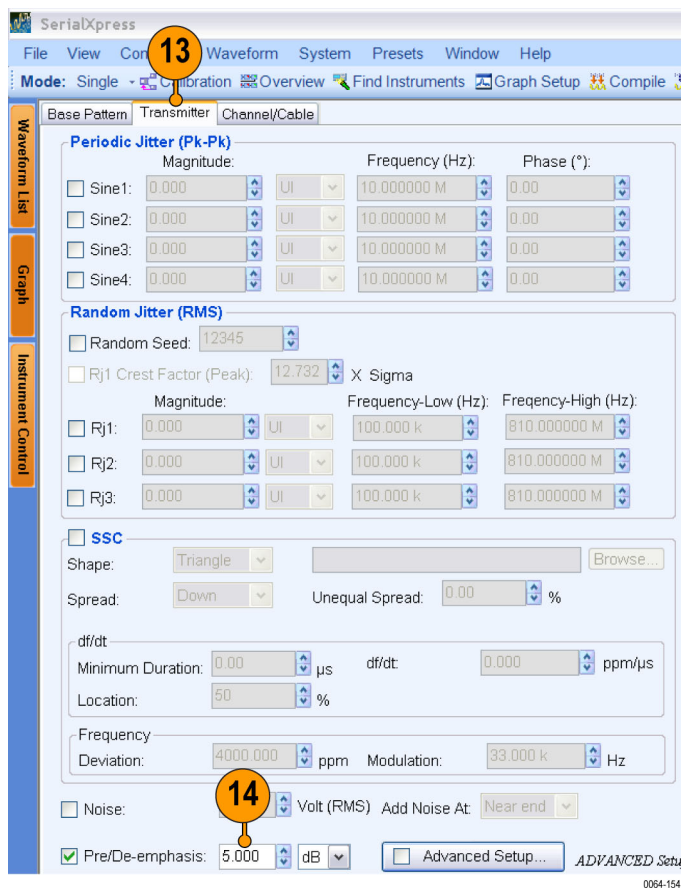 SerialXpress
File View Con Waveform System Presets Window Help
Mode: Single Calibration Overview Find Instruments Graph Setup Compile
13
Base Pattern Transmitter Channel/Cable
Waveform List
Graph
Instrument Control
Periodic Jitter (Pk-Pk)
Magnitude: Frequency (Hz): Phase (°):
Sine1: 0.000 UI 10.000000 M 0.00
Sine2: 0.000 UI 10.000000 M 0.00
Sine3: 0.000 UI 10.000000 M 0.00
Sine4: 0.000 UI 10.000000 M 0.00
Random Jitter (RMS)
Random Seed: 12345
Rj1 Crest Factor (Peak): 12.732 X Sigma
Magnitude: Frequency-Low (Hz): Freqency-High (Hz):
Rj1: 0.000 UI 100.000 k 810.000000 M
Rj2: 0.000 UI 100.000 k 810.000000 M
Rj3: 0.000 UI 100.000 k 810.000000 M
SSC
Shape: Triangle Browse...
Spread: Down Unequal Spread: 0.00 %
df/dt
Minimum Duration: 0.00 µs df/dt: 0.000 ppm/µs
Location: 50 %
Frequency
Deviation: 4000.000 ppm Modulation: 33.000 k Hz
14
Noise: Volt (RMS) Add Noise At: Near end
Pre/De-emphasis: 5.000 dB Advanced Setup... ADVANCED Setu
0064-154